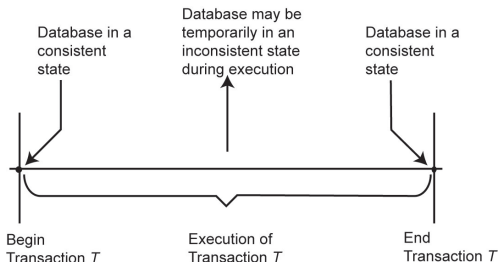 Database in a
consistent
state
Database may be
temporarily in an
inconsistent state
during execution
Database in a
consistent
state
Begin
Transaction T
Execution of
Transaction T
End
Transaction T